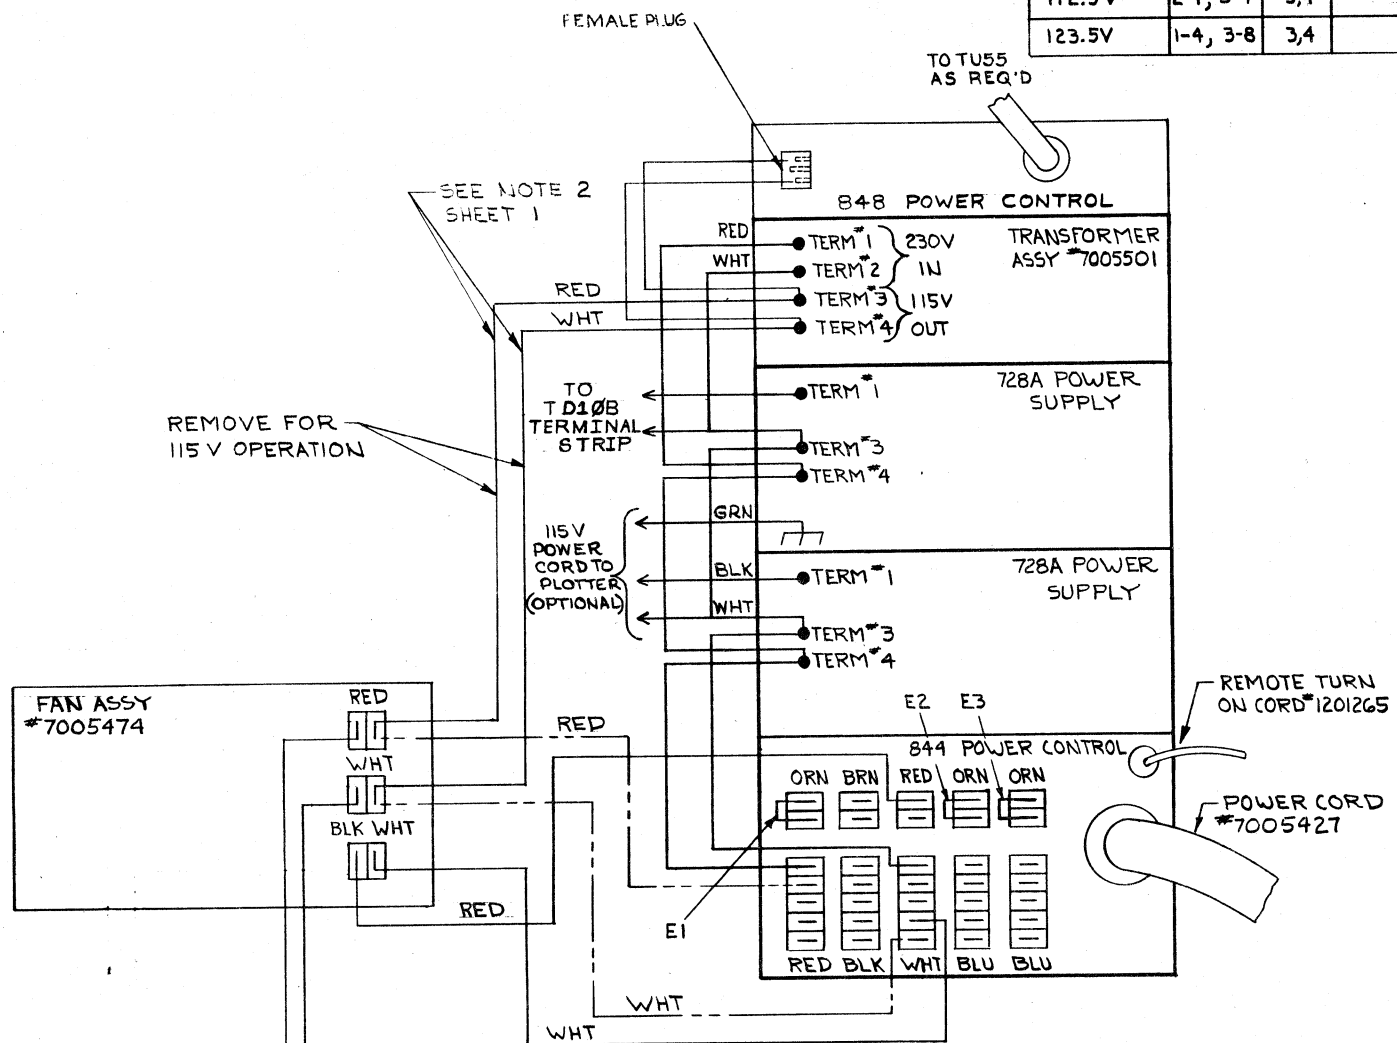 FEMALE PLUG
123.5V 1-4, 3-8 3,4
TO TU55
AS REQ'D
SEE NOTE 2
SHEET 1
848 POWER CONTROL
RED
WHT
TERM #1
TERM #2
TERM #3
TERM #4
230V
IN
115V
OUT
TRANSFORMER
ASSY #7005501
RED
WHT
TO
TD10B
TERMINAL
STRIP
TERM #1
TERM #3
TERM #4
728A POWER
SUPPLY
REMOVE FOR
115 V OPERATION
115V
POWER
CORD TO
PLOTTER
(OPTIONAL)
GRN
BLK
WHT
TERM #1
TERM #3
TERM #4
728A POWER
SUPPLY
FAN ASSY
#7005474
RED
WHT
BLK WHT
RED
RED
E2 E3
844 POWER CONTROL
REMOTE TURN
ON CORD #1201265
ORN BRN RED ORN ORN
POWER CORD
#7005427
E1
RED BLK WHT BLU BLU
WHT
WHT